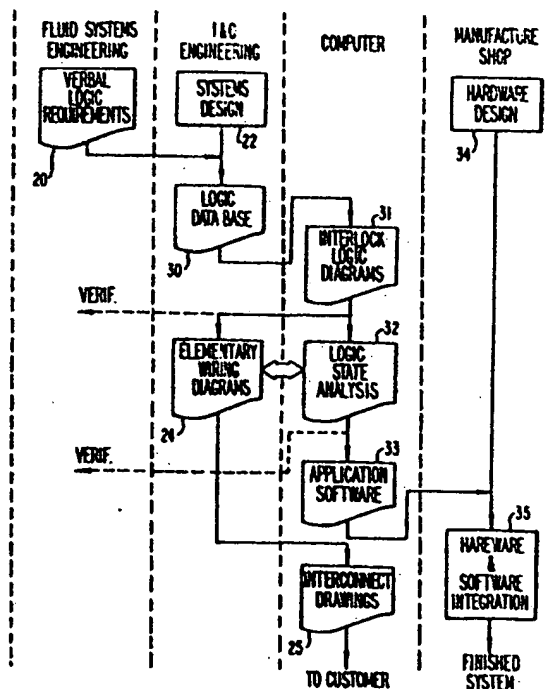 FLUID SYSTEMS
ENGINEERING
I&C
ENGINEERING
COMPUTER
MANUFACTURE
SHOP
VERBAL
LOGIC
REQUIREMENTS
20
SYSTEMS
DESIGN
22
HARDWARE
DESIGN
34
LOGIC
DATA BASE
30
31
INTERLOCK
LOGIC
DIAGRAMS
VERIF.
ELEMENTARY
WIRING
DIAGRAMS
24
32
LOGIC
STATE
ANALYSIS
VERIF.
33
APPLICATION
SOFTWARE
35
HAREWARE
&
SOFTWARE
INTEGRATION
INTERCONNECT
DRAWINGS
25
TO CUSTOMER
FINISHED
SYSTEM